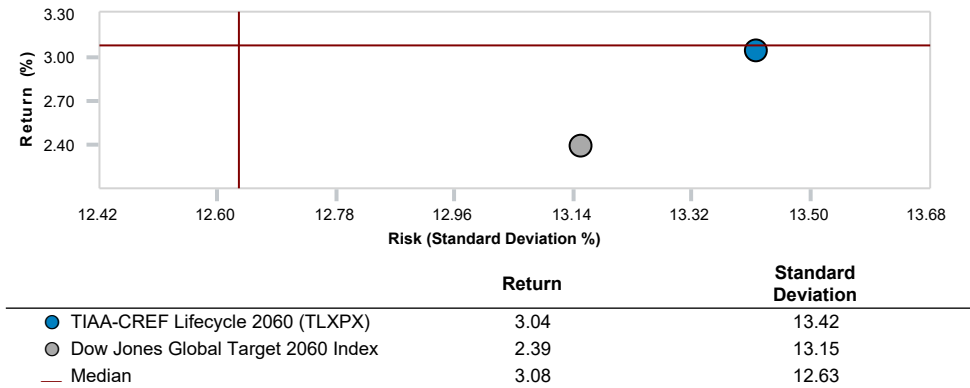 3.30
3.00
2.70
2.40
Return (%)
12.42 12.60 12.78 12.96 13.14 13.32 13.50 13.68
Risk (Standard Deviation %)
Return Standard Deviation
TIAA-CREF Lifecycle 2060 (TLXPX) 3.04 13.42
Dow Jones Global Target 2060 Index 2.39 13.15
Median 3.08 12.63